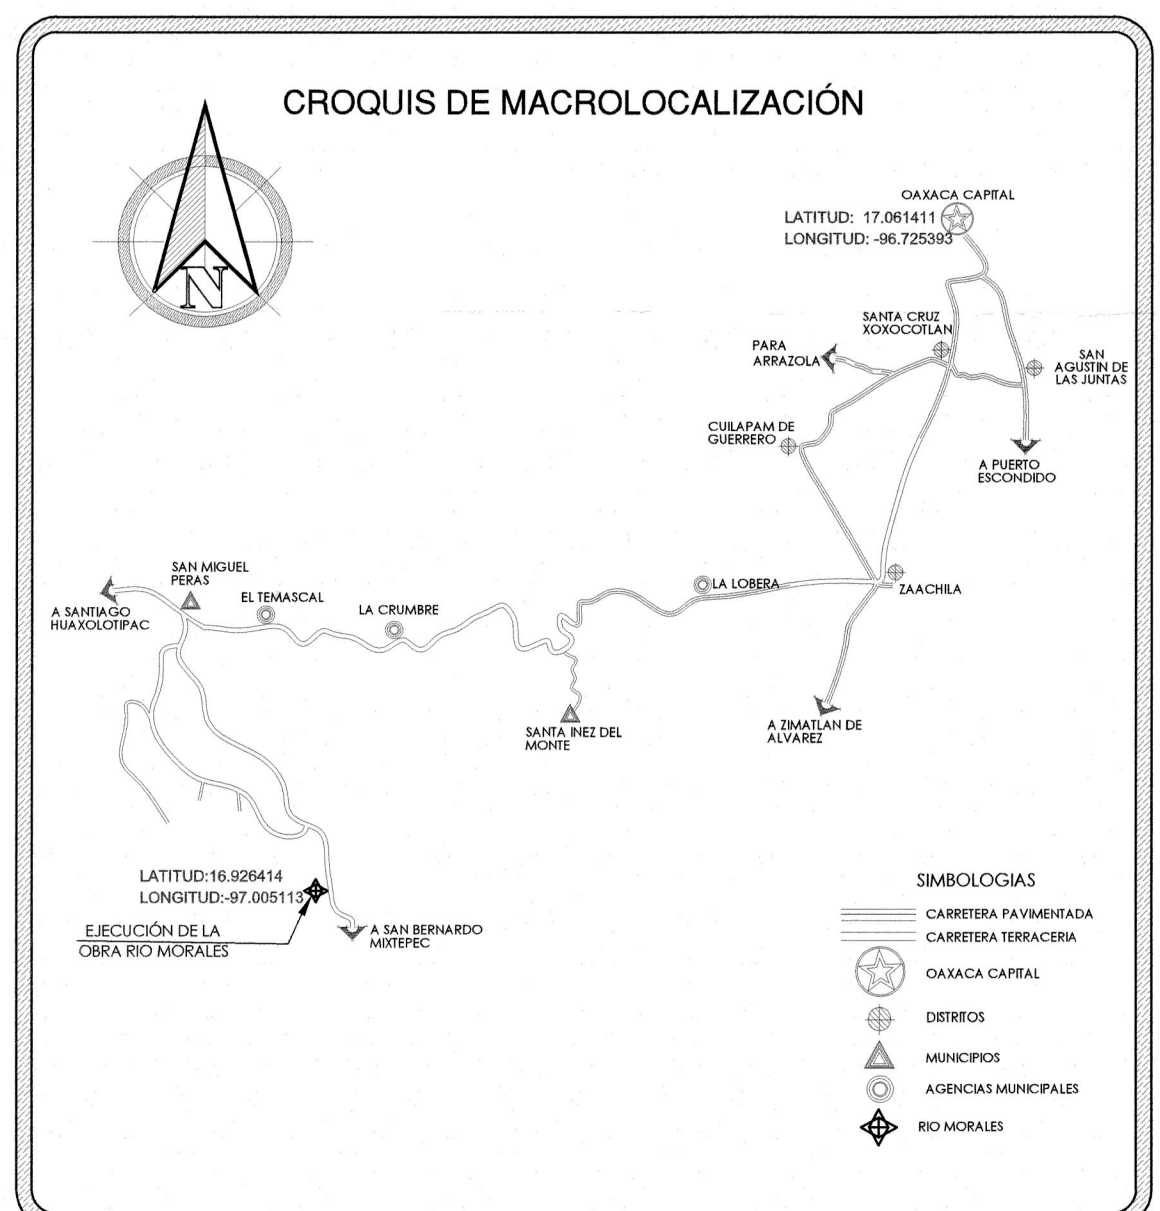 CROQUIS DE MACROLOCALIZACIÓN
N
OAXACA CAPITAL
LATITUD: 17.061411
LONGITUD: -96.725393
SANTA CRUZ
XOXOCOTLAN
PARA
ARRAZOLA
SAN
AGUSTIN DE
LAS JUNTAS
CUILAPAM DE
GUERRERO
A PUERTO
ESCONDIDO
SAN MIGUEL
PERAS
EL TEMASCAL
LA CRUMBRE
LA LOBERA
ZAACHILA
A SANTIAGO
HUAXOLOTIPAC
SANTA INEZ DEL
MONTE
A ZIMATLAN DE
ALVAREZ
LATITUD:16.926414
LONGITUD:-97.005113
EJECUCIÓN DE LA
OBRA RIO MORALES
A SAN BERNARDO
MIXTEPEC
SIMBOLOGIAS
CARRETERA PAVIMENTADA
CARRETERA TERRACERIA
OAXACA CAPITAL
DISTRITOS
MUNICIPIOS
AGENCIAS MUNICIPALES
RIO MORALES